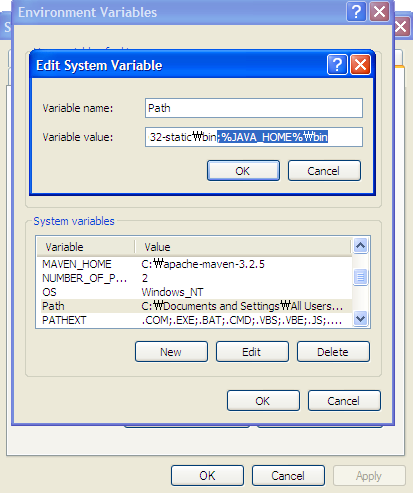 Environment Variables
Edit System Variable
Variable name: Path
Variable value: 32-static₩bin;%JAVA_HOME%₩bin
OK Cancel
System variables
Variable Value
MAVEN_HOME C:₩apache-maven-3.2.5
NUMBER_OF_P... 2
OS Windows_NT
Path C:₩Documents and Settings₩All Users...
PATHEXT .COM;.EXE;.BAT;.CMD;.VBS;.VBE;.JS;....
New Edit Delete
OK Cancel
OK Cancel Apply